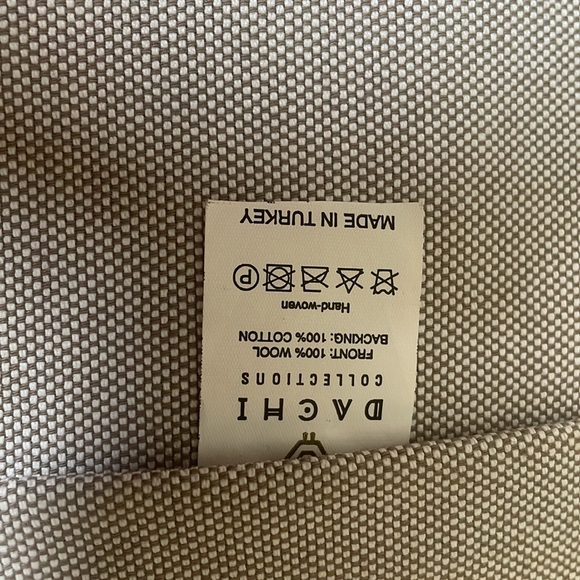 DACHI
COLLECTIONS
FRONT: 100% WOOL
BACKING: 100% COTTON
Hand-woven
P
MADE IN TURKEY